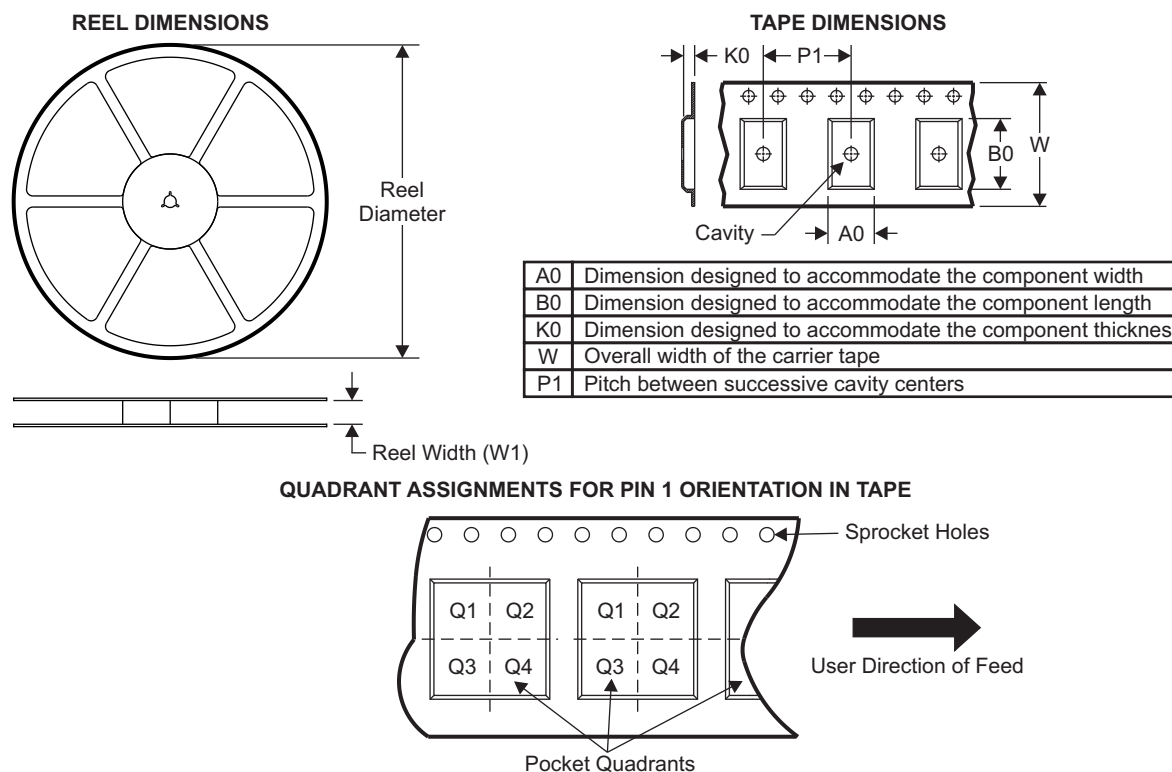 REEL DIMENSIONS
Reel
Diameter
Reel Width (W1)
TAPE DIMENSIONS
K0
P1
B0
W
Cavity
A0
A0 Dimension designed to accommodate the component width
B0 Dimension designed to accommodate the component length
K0 Dimension designed to accommodate the component thicknes
W Overall width of the carrier tape
P1 Pitch between successive cavity centers
QUADRANT ASSIGNMENTS FOR PIN 1 ORIENTATION IN TAPE
Sprocket Holes
Q1 Q2 Q1 Q2
Q3 Q4 Q3 Q4
User Direction of Feed
Pocket Quadrants